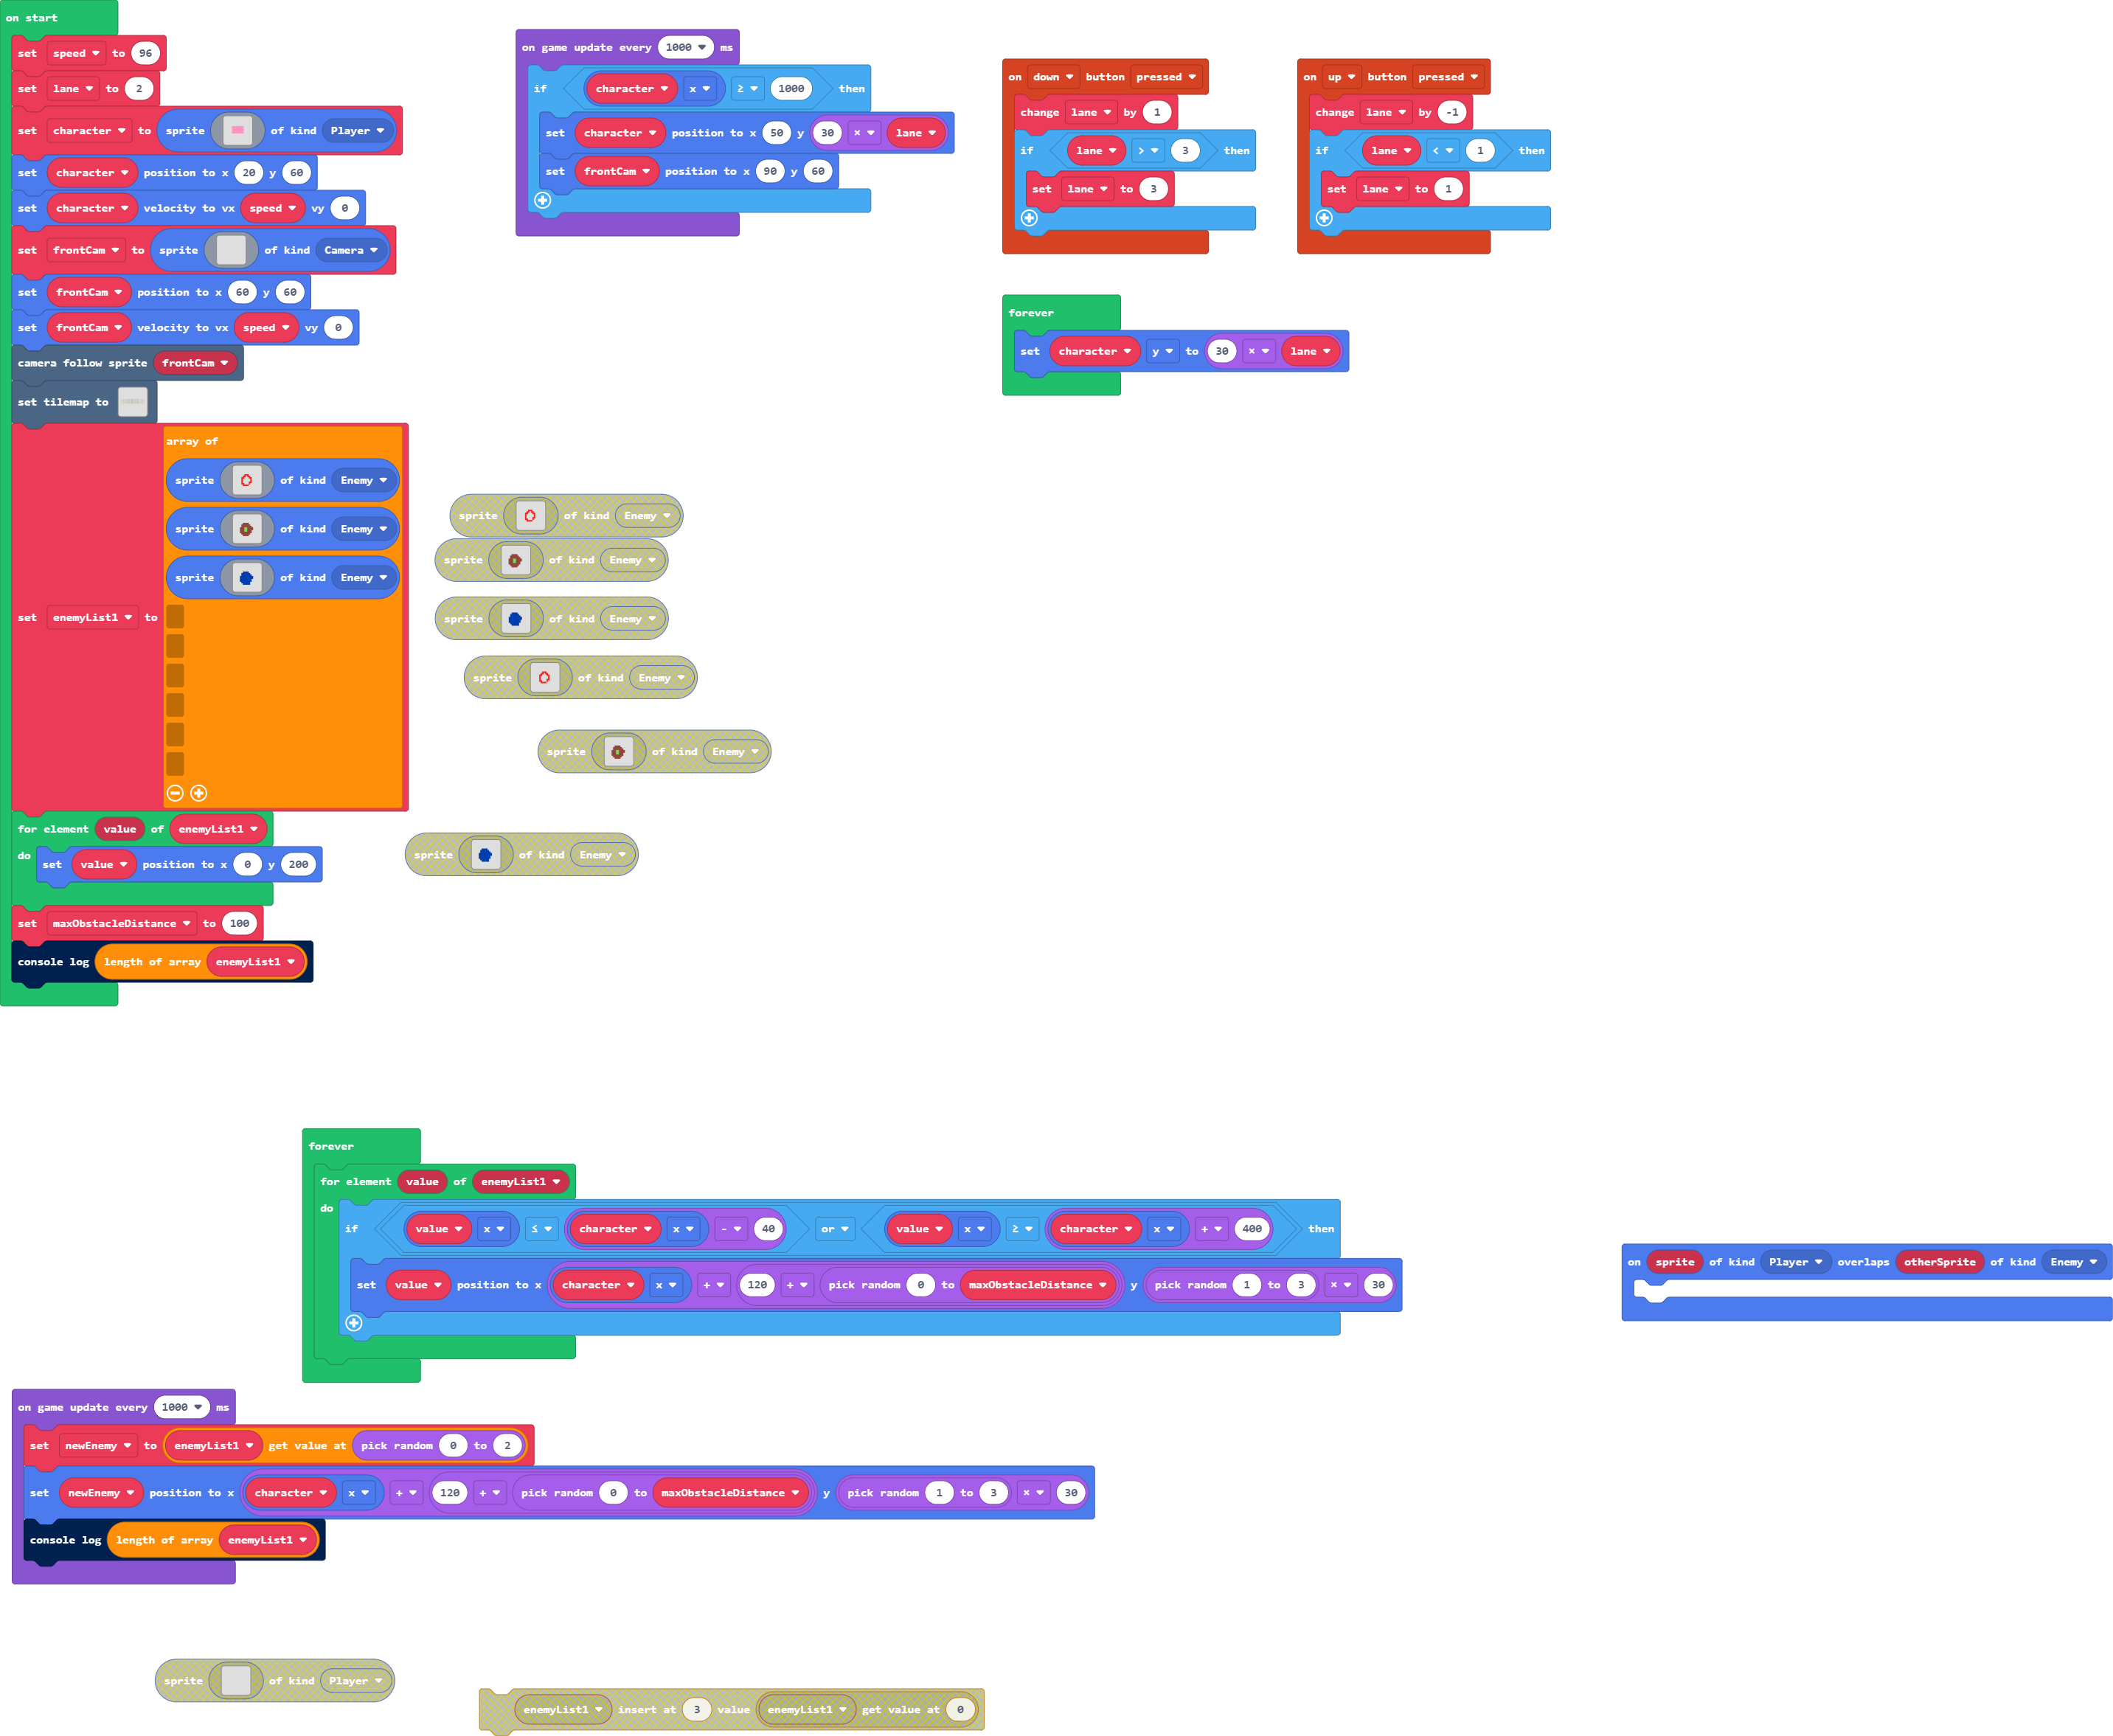 on start
set speed to 96
set lane to 2
set character to sprite of kind Player
set character position to x 20 y 60
set character velocity to vx speed vy 0
set frontCam to sprite of kind Camera
set frontCam position to x 60 y 60
set frontCam velocity to vx speed vy 0
camera follow sprite frontCam
set tilemap to
set enemyList1 to
array of
sprite of kind Enemy
sprite of kind Enemy
sprite of kind Enemy
for element value of enemyList1
do set value position to x 0 y 200
set maxObstacleDistance to 100
console log length of array enemyList1
on game update every 1000 ms
if character x ≥ 1000 then
set character position to x 50 y 30 × lane
set frontCam position to x 90 y 60
on down button pressed
change lane by 1
if lane > 3 then
set lane to 3
on up button pressed
change lane by -1
if lane < 1 then
set lane to 1
forever
set character y to 30 × lane
sprite of kind Enemy
sprite of kind Enemy
sprite of kind Enemy
sprite of kind Enemy
sprite of kind Enemy
sprite of kind Enemy
forever
for element value of enemyList1
do
if value x ≤ character x - 40 or value x ≥ character x + 400 then
set value position to x character x + 120 + pick random 0 to maxObstacleDistance y pick random 1 to 3 × 30
on sprite of kind Player overlaps otherSprite of kind Enemy
on game update every 1000 ms
set newEnemy to enemyList1 get value at pick random 0 to 2
set newEnemy position to x character x + 120 + pick random 0 to maxObstacleDistance y pick random 1 to 3 × 30
console log length of array enemyList1
sprite of kind Player
enemyList1 insert at 3 value enemyList1 get value at 0